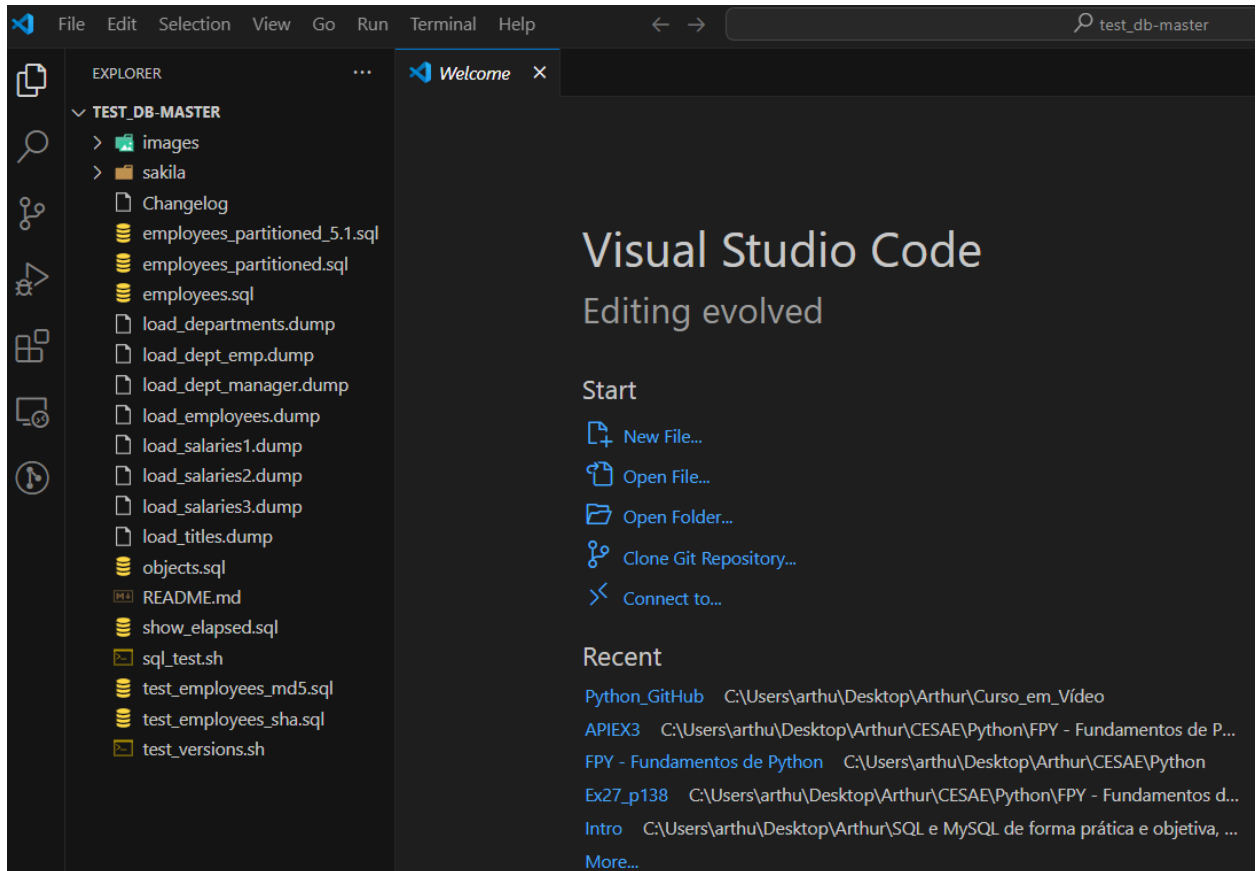 File Edit Selection View Go Run Terminal Help test_db-master
EXPLORER ... Welcome
TEST_DB-MASTER
images
sakila
Changelog
employees_partitioned_5.1.sql
employees_partitioned.sql
employees.sql
load_departments.dump
load_dept_emp.dump
load_dept_manager.dump
load_employees.dump
load_salaries1.dump
load_salaries2.dump
load_salaries3.dump
load_titles.dump
objects.sql
README.md
show_elapsed.sql
sql_test.sh
test_employees_md5.sql
test_employees_sha.sql
test_versions.sh
Visual Studio Code
Editing evolved
Start
New File...
Open File...
Open Folder...
Clone Git Repository...
Connect to...
Recent
Python_GitHub C:\Users\arthu\Desktop\Arthur\Curso_em_Vídeo
APIEX3 C:\Users\arthu\Desktop\Arthur\CESAE\Python\FPY - Fundamentos de P...
FPY - Fundamentos de Python C:\Users\arthu\Desktop\Arthur\CESAE\Python
Ex27_p138 C:\Users\arthu\Desktop\Arthur\CESAE\Python\FPY - Fundamentos d...
Intro C:\Users\arthu\Desktop\Arthur\SQL e MySQL de forma prática e objetiva, ...
More...